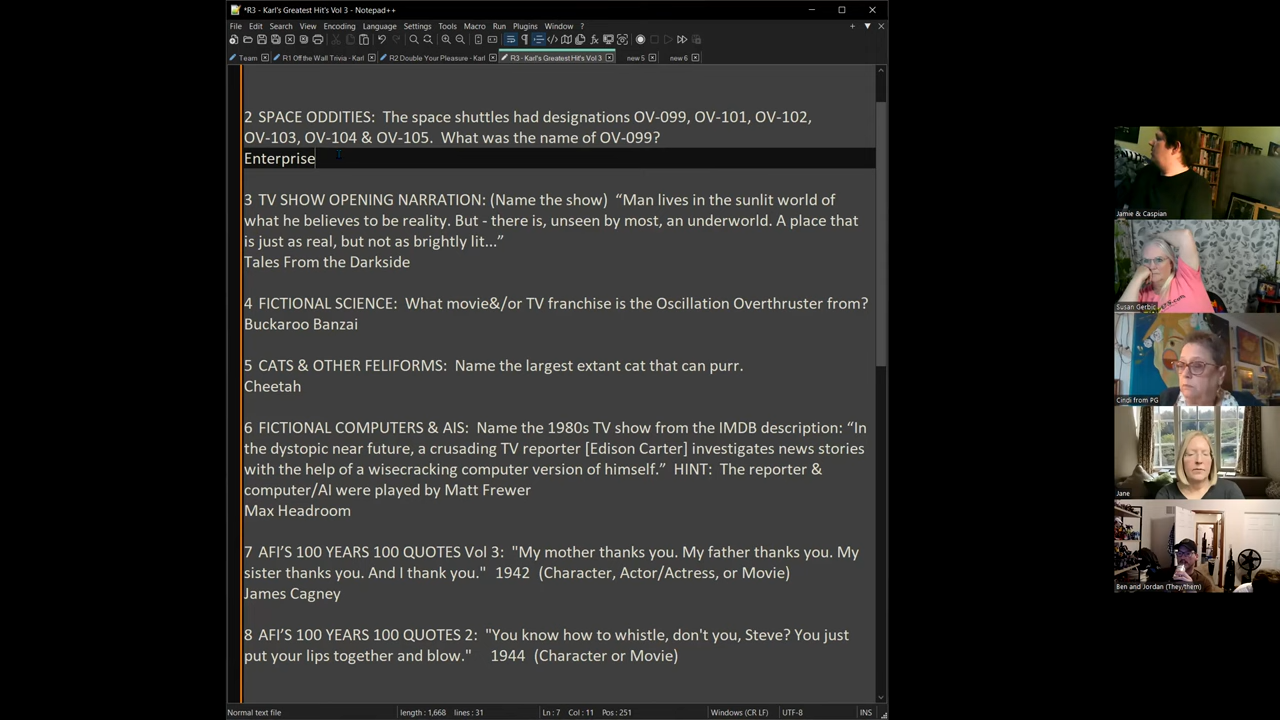 *R3 - Karl's Greatest Hit's Vol 3 - Notepad++
File Edit Search View Encoding Language Settings Tools Macro Run Plugins Window ?
Team R1 Off the Wall Trivia - Karl R2 Double Your Pleasure - Karl R3 - Karl's Greatest Hit's Vol 3 new 5 new 6
2 SPACE ODDITIES: The space shuttles had designations OV-099, OV-101, OV-102,
OV-103, OV-104 & OV-105. What was the name of OV-099?
Enterprise
3 TV SHOW OPENING NARRATION: (Name the show) “Man lives in the sunlit world of
what he believes to be reality. But - there is, unseen by most, an underworld. A place that
is just as real, but not as brightly lit...”
Tales From the Darkside
4 FICTIONAL SCIENCE: What movie&/or TV franchise is the Oscillation Overthruster from?
Buckaroo Banzai
5 CATS & OTHER FELIFORMS: Name the largest extant cat that can purr.
Cheetah
6 FICTIONAL COMPUTERS & AIS: Name the 1980s TV show from the IMDB description: “In
the dystopic near future, a crusading TV reporter [Edison Carter] investigates news stories
with the help of a wisecracking computer version of himself.” HINT: The reporter &
computer/AI were played by Matt Frewer
Max Headroom
7 AFI’S 100 YEARS 100 QUOTES Vol 3: "My mother thanks you. My father thanks you. My
sister thanks you. And I thank you." 1942 (Character, Actor/Actress, or Movie)
James Cagney
8 AFI’S 100 YEARS 100 QUOTES 2: "You know how to whistle, don't you, Steve? You just
put your lips together and blow." 1944 (Character or Movie)
Normal text file length : 1,668 lines : 31 Ln : 7 Col : 11 Pos : 251 Windows (CR LF) UTF-8 INS
Jamie & Caspian
Susan Gerbic
Cindi from PG
Jane
Ben and Jordan (They/them)